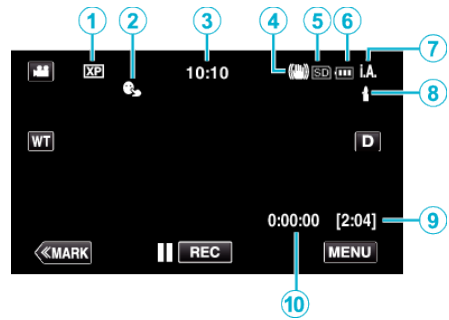 1 2 3 4 5 6 7
XP 10:10 SD i.A.
8
WT D
0:00:00 [2:04] 9
≪MARK REC MENU
10